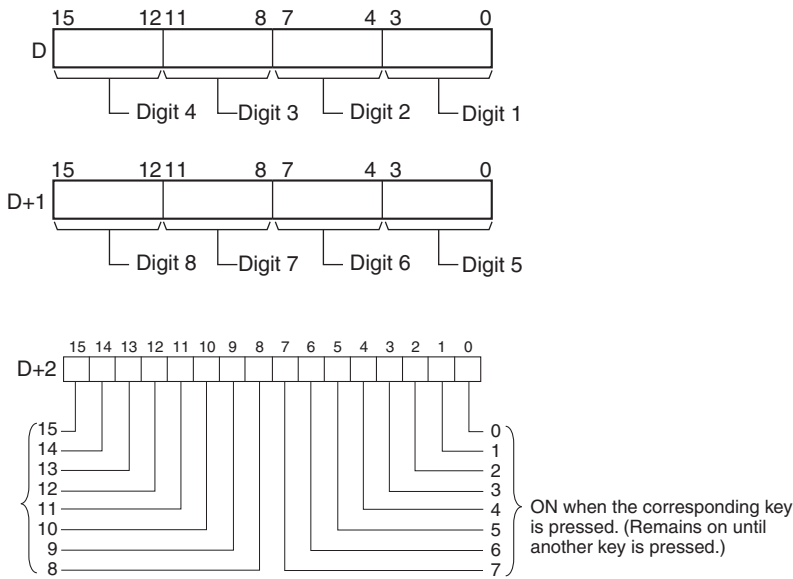 15 12 11 8 7 4 3 0
D
Digit 4 Digit 3 Digit 2 Digit 1
15 12 11 8 7 4 3 0
D+1
Digit 8 Digit 7 Digit 6 Digit 5
15 14 13 12 11 10 9 8 7 6 5 4 3 2 1 0
D+2
15 0
14 1
13 2
12 3
11 4
10 5
9 6
8 7
ON when the corresponding key
is pressed. (Remains on until
another key is pressed.)